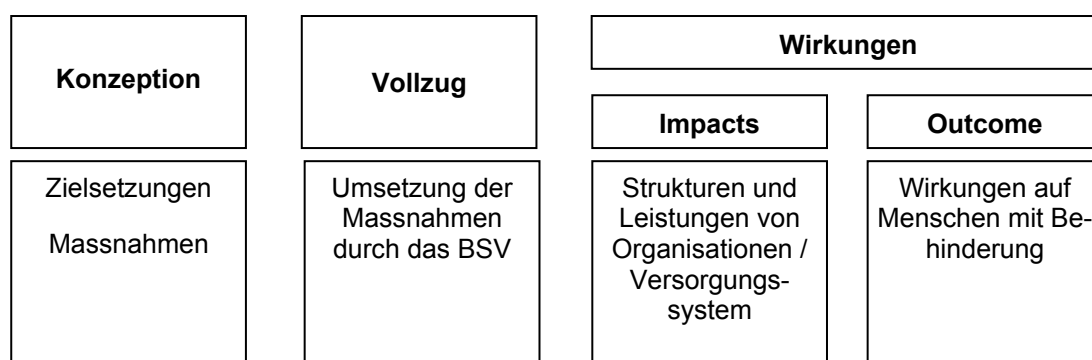 Konzeption
Vollzug
Wirkungen
Impacts
Outcome
Zielsetzungen
Massnahmen
Umsetzung der
Massnahmen
durch das BSV
Strukturen und
Leistungen von
Organisationen /
Versorgungs-
system
Wirkungen auf
Menschen mit Be-
hinderung